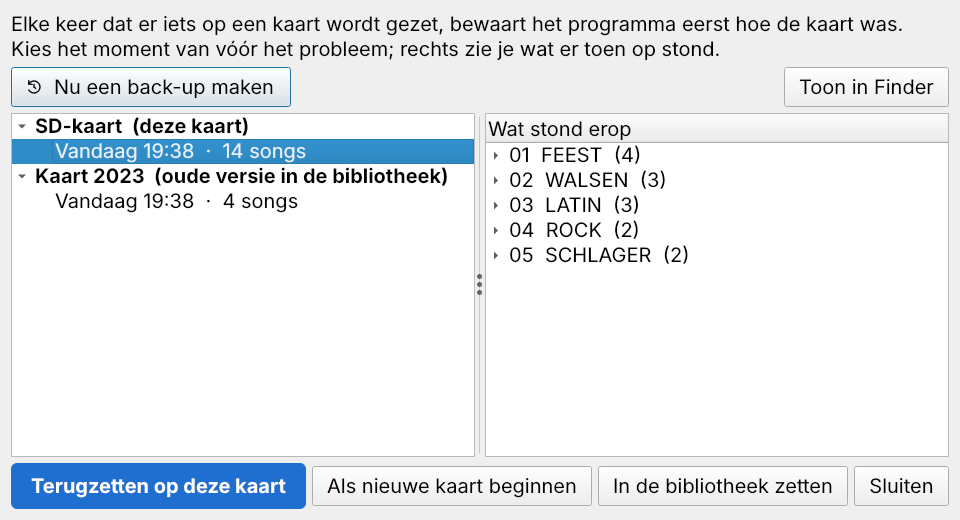 Elke keer dat er iets op een kaart wordt gezet, bewaart het programma eerst hoe de kaart was.
Kies het moment van vóór het probleem; rechts zie je wat er toen op stond.
Nu een back-up maken
Toon in Finder
SD-kaart (deze kaart)
Vandaag 19:38 · 14 songs
Kaart 2023 (oude versie in de bibliotheek)
Vandaag 19:38 · 4 songs
Wat stond erop
01 FEEST (4)
02 WALSEN (3)
03 LATIN (3)
04 ROCK (2)
05 SCHLAGER (2)
Terugzetten op deze kaart
Als nieuwe kaart beginnen
In de bibliotheek zetten
Sluiten